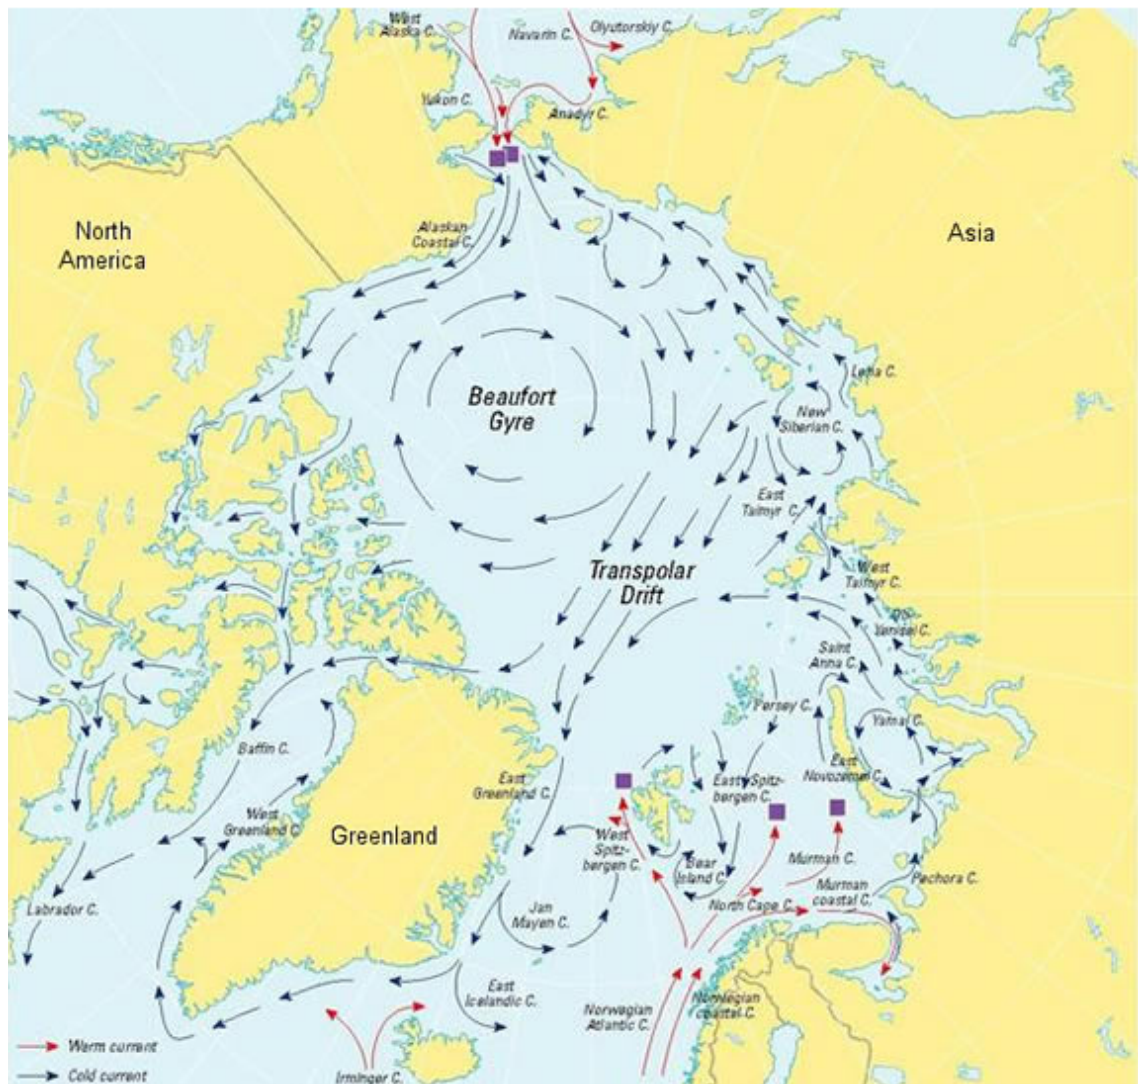 West
Alaska C.
Navarin C.
Olyutorskiy C.
Yukon C.
Anadyr C.
North
America
Alaskan
Coastal C.
Asia
Beaufort
Gyre
Lena C.
New
Siberian C.
East
Taimyr C.
Transpolar
Drift
West
Taimyr C.
Ob-
Yenisei C.
Saint
Anna C.
Persey C.
Yamal C.
Baffin C.
East
Greenland C.
East Spitz-
bergen C.
East
Novozemel C.
West
Greenland C.
Greenland
West
Spitz-
bergen C.
Bear
Island C.
Murman C.
Murman
coastal C.
Pechora C.
Labrador C.
Jan
Mayen C.
North Cape C.
East
Icelandic C.
Norwegian
Atlantic C.
Norwegian
coastal C.
Warm current
Cold current
Irminger C.